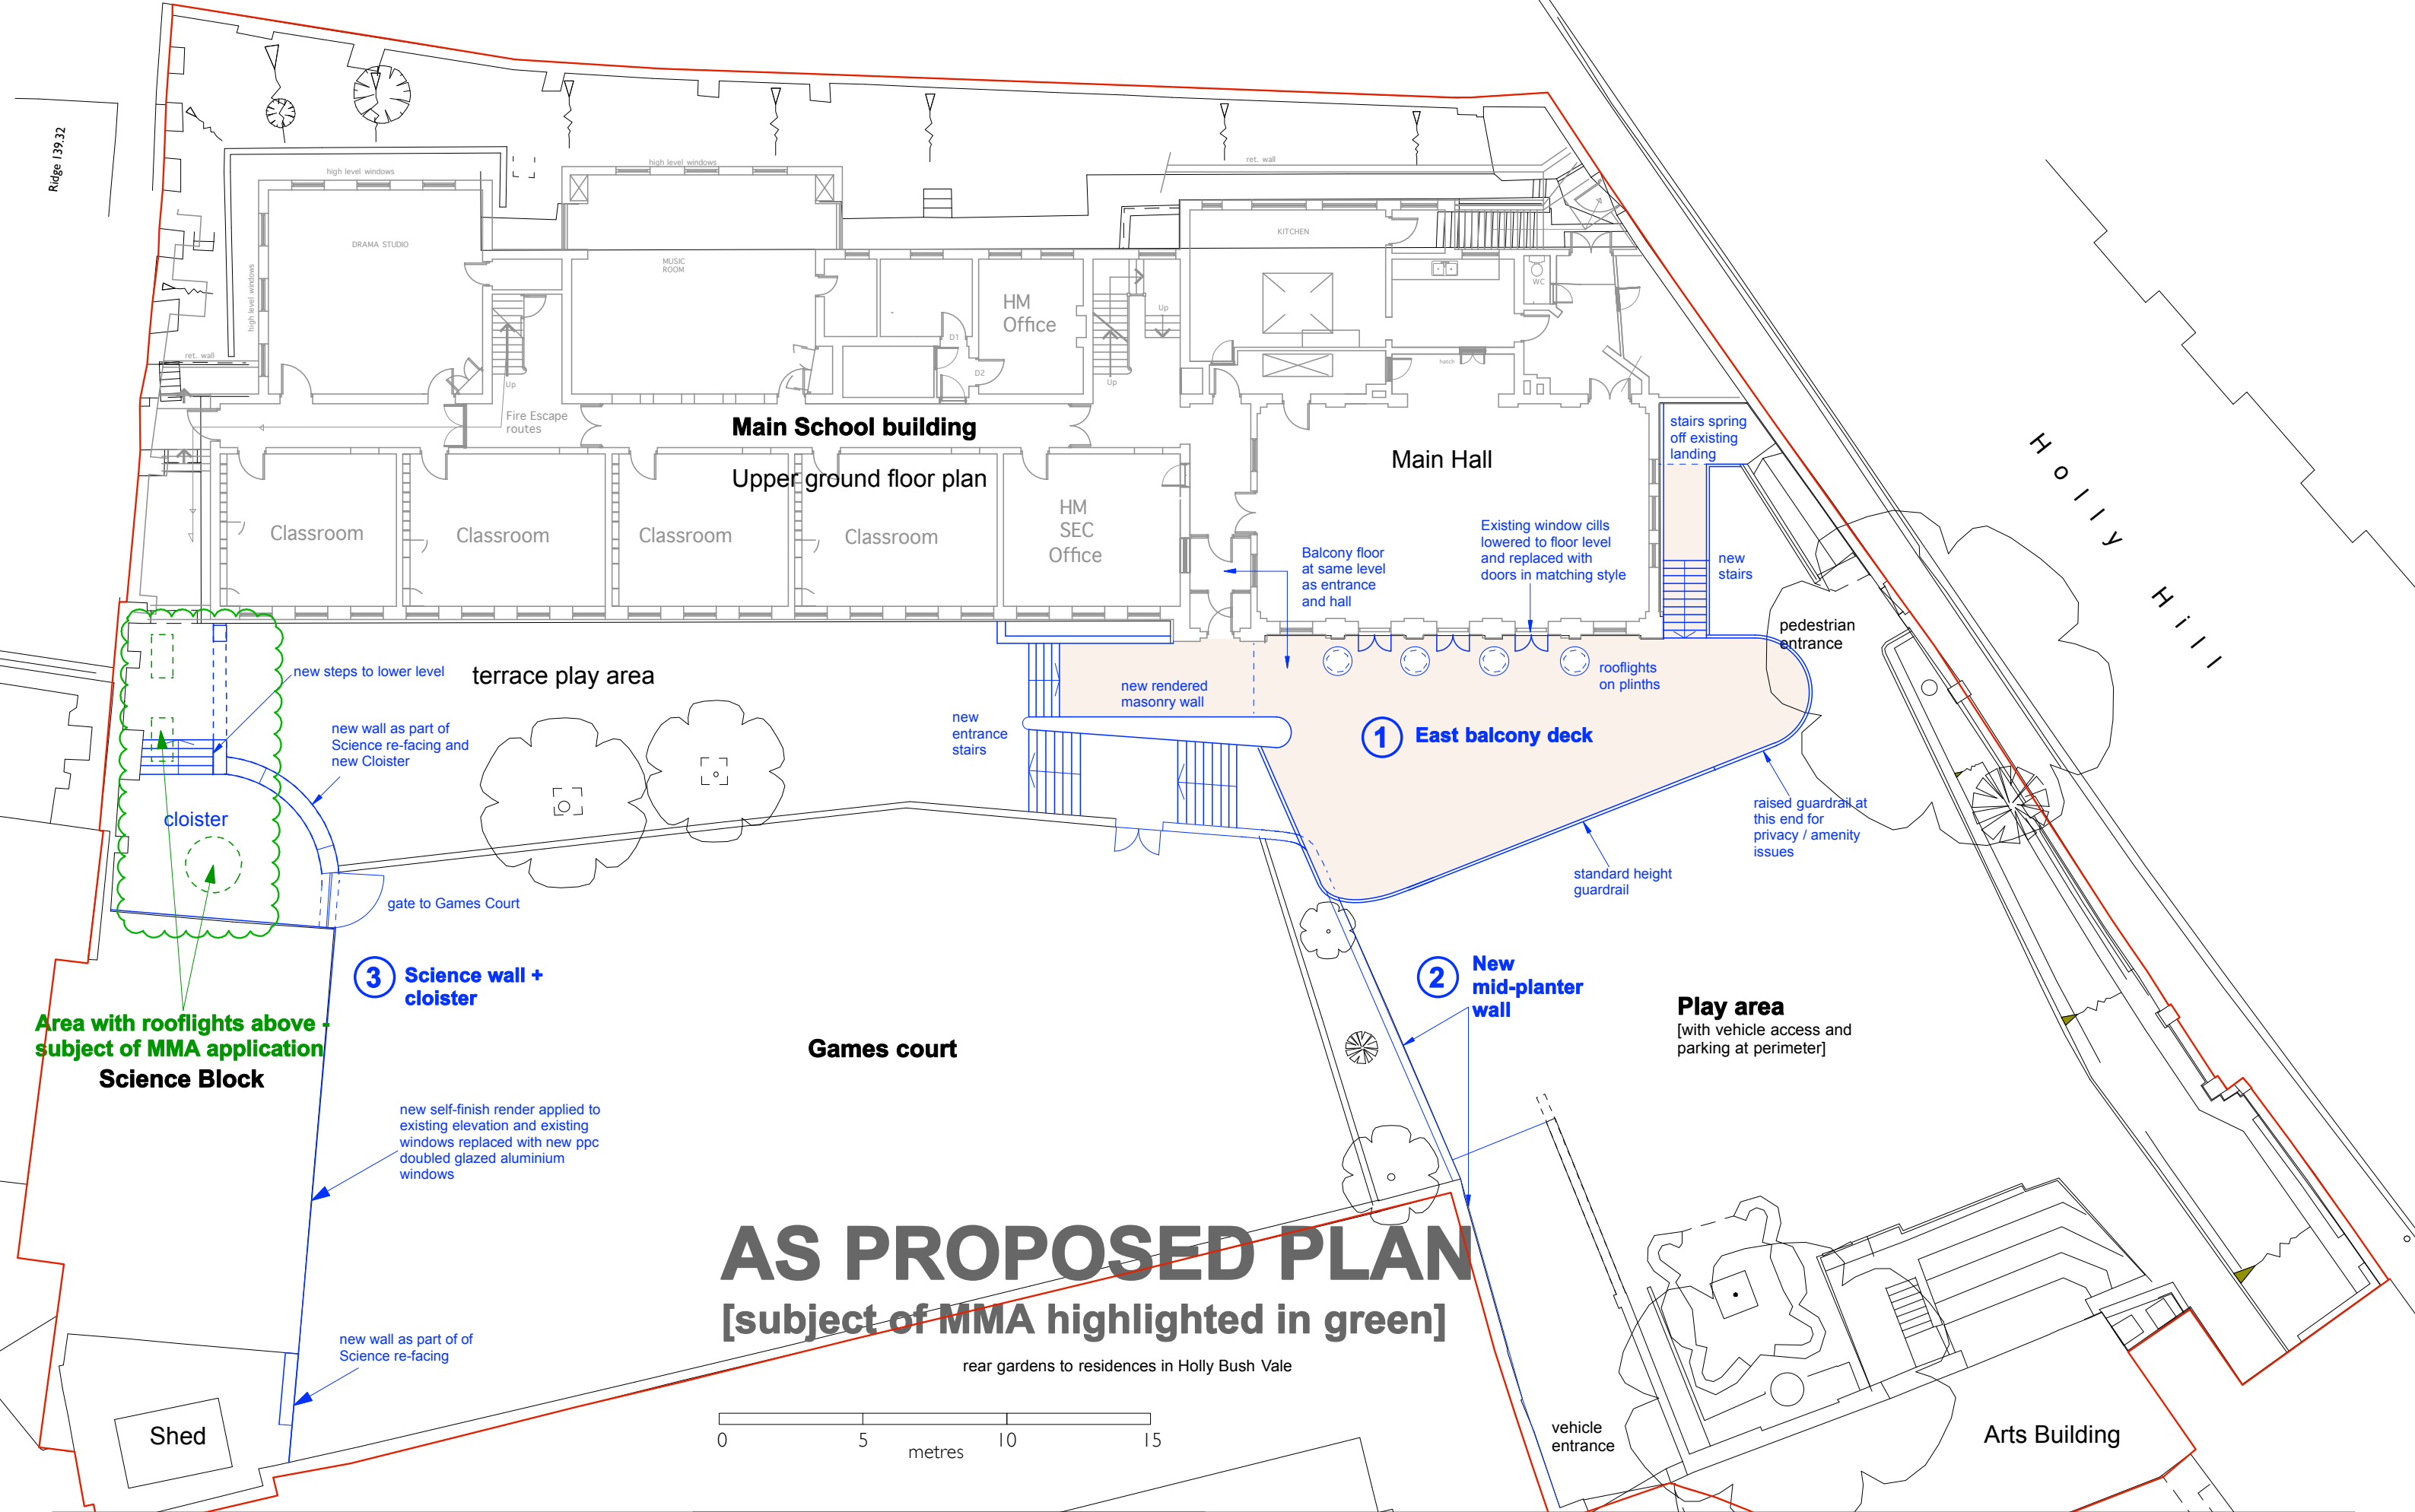 Ridge 139.32
high level windows
high level windows
ret. wall
DRAMA STUDIO
MUSIC
ROOM
KITCHEN
high level windows
HM
Office
WC
Up
D1
D2
Up
Up
hatch
ret. wall
Fire Escape
routes
Main School building
Upper ground floor plan
Main Hall
stairs spring
off existing
landing
Holly Hill
Classroom
Classroom
Classroom
Classroom
HM
SEC
Office
Balcony floor
at same level
as entrance
and hall
Existing window cills
lowered to floor level
and replaced with
doors in matching style
new
stairs
pedestrian
entrance
new steps to lower level
terrace play area
new rendered
masonry wall
rooflights
on plinths
new wall as part of
Science re-facing and
new Cloister
new
entrance
stairs
1 East balcony deck
cloister
raised guardrail at
this end for
privacy / amenity
issues
standard height
guardrail
gate to Games Court
3 Science wall +
cloister
2 New
mid-planter
wall
Play area
[with vehicle access and
parking at perimeter]
Area with rooflights above -
subject of MMA application
Science Block
Games court
new self-finish render applied to
existing elevation and existing
windows replaced with new ppc
doubled glazed aluminium
windows
AS PROPOSED PLAN
[subject of MMA highlighted in green]
rear gardens to residences in Holly Bush Vale
new wall as part of of
Science re-facing
Shed
0 5 10 15
metres
vehicle
entrance
Arts Building